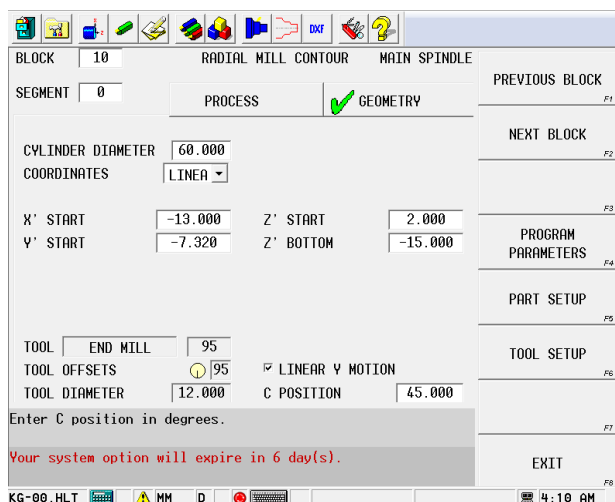 DXF
BLOCK 10 RADIAL MILL CONTOUR MAIN SPINDLE
SEGMENT 0 PROCESS GEOMETRY
CYLINDER DIAMETER 60.000
COORDINATES LINEA
X' START -13.000 Z' START 2.000
Y' START -7.320 Z' BOTTOM -15.000
TOOL END MILL 95
TOOL OFFSETS 95 LINEAR Y MOTION
TOOL DIAMETER 12.000 C POSITION 45.000
Enter C position in degrees.
Your system option will expire in 6 day(s).
PREVIOUS BLOCK
F1
NEXT BLOCK
F2
F3
PROGRAM
PARAMETERS
F4
PART SETUP
F5
TOOL SETUP
F6
F7
EXIT
F8
KG-00.HLT MM D 4:10 AM